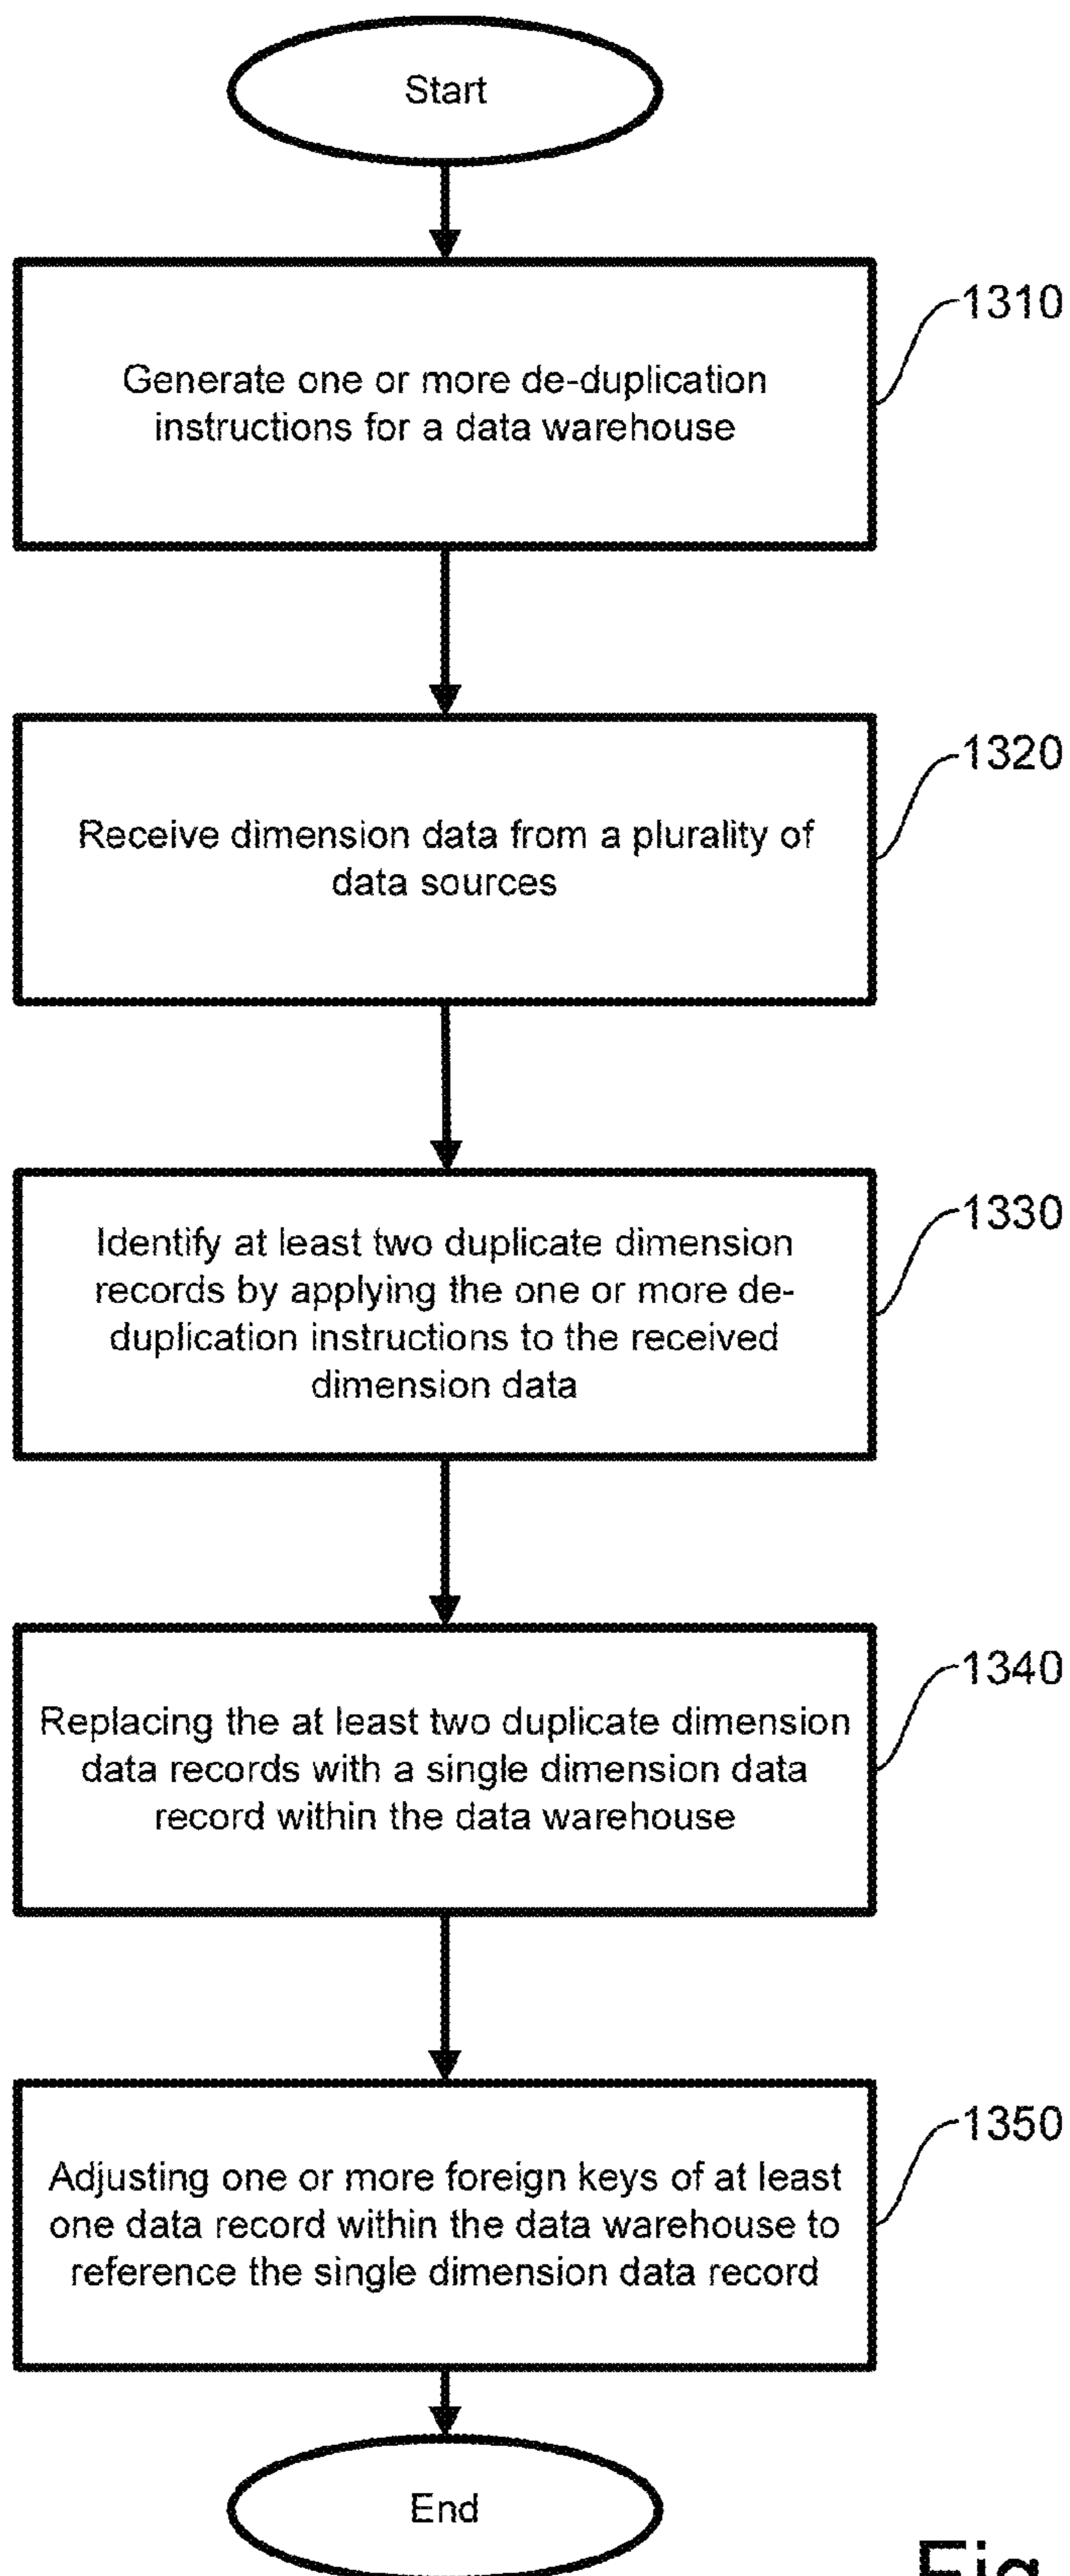 Start
1310
Generate one or more de-duplication
instructions for a data warehouse
1320
Receive dimension data from a plurality of
data sources
1330
Identify at least two duplicate dimension
records by applying the one or more de-
duplication instructions to the received
dimension data
1340
Replacing the at least two duplicate dimension
data records with a single dimension data
record within the data warehouse
1350
Adjusting one or more foreign keys of at least
one data record within the data warehouse to
reference the single dimension data record
End